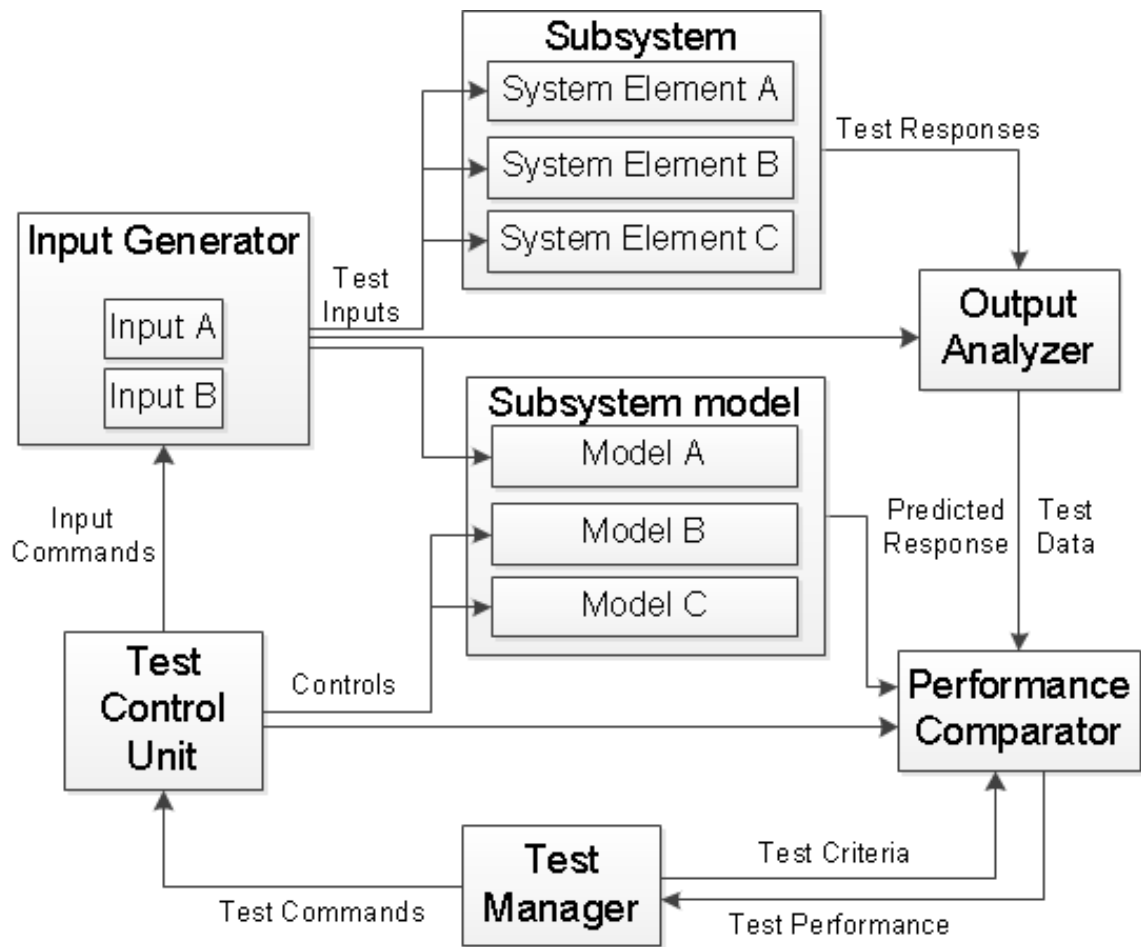 Subsystem
System Element A
System Element B
System Element C
Test Responses
Input Generator
Input A
Input B
Test
Inputs
Output
Analyzer
Subsystem model
Model A
Model B
Model C
Input
Commands
Predicted
Response
Test
Data
Test
Control
Unit
Controls
Performance
Comparator
Test
Manager
Test Criteria
Test Commands
Test Performance